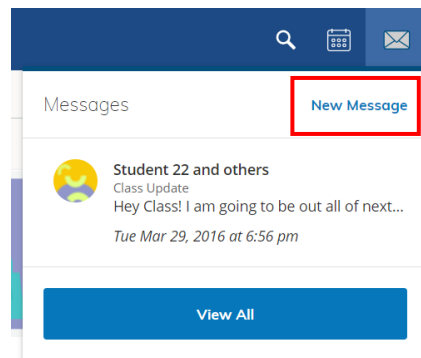 Messages
New Message
Student 22 and others
Class Update
Hey Class! I am going to be out all of next...
Tue Mar 29, 2016 at 6:56 pm
View All